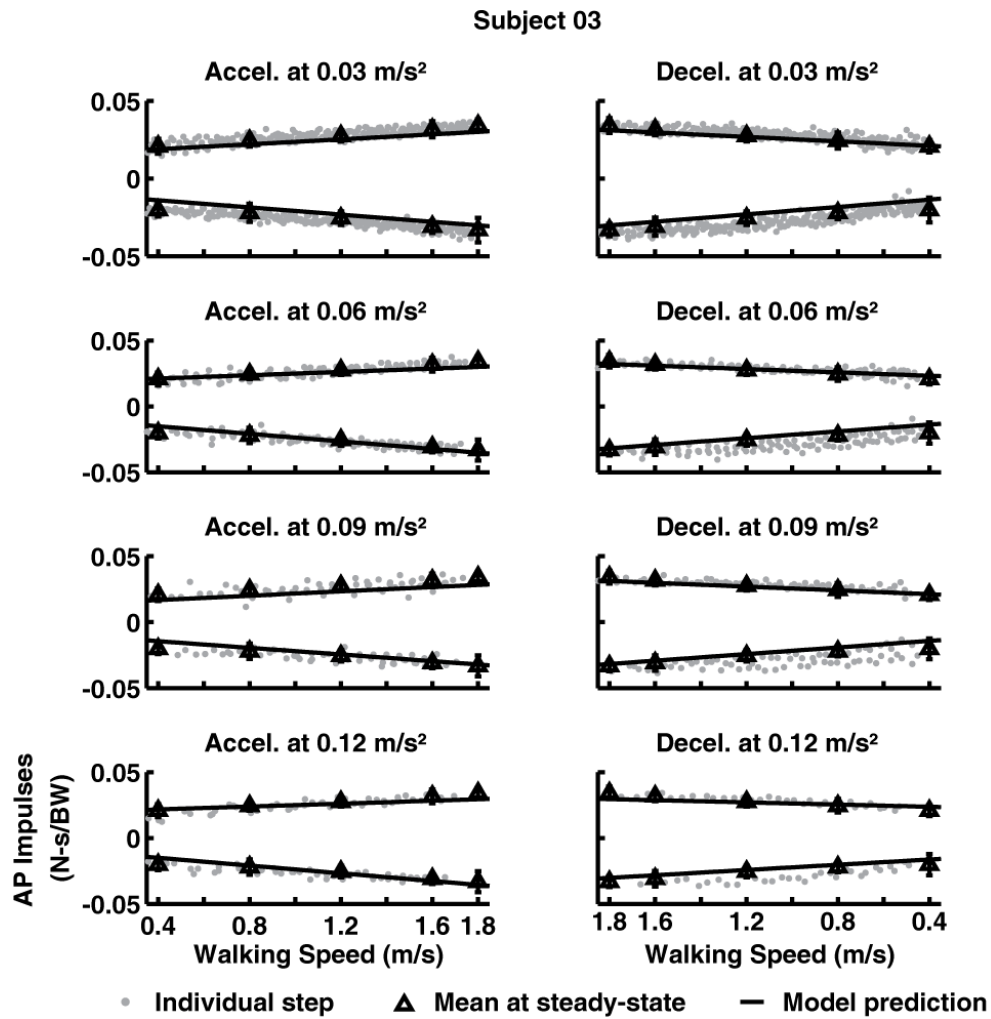 Subject 03
Accel. at 0.03 m/s²
Decel. at 0.03 m/s²
0.05
0
-0.05
Accel. at 0.06 m/s²
Decel. at 0.06 m/s²
0.05
0
-0.05
Accel. at 0.09 m/s²
Decel. at 0.09 m/s²
0.05
0
-0.05
Accel. at 0.12 m/s²
Decel. at 0.12 m/s²
AP Impulses
(N-s/BW)
0.05
0
-0.05
0.4 0.8 1.2 1.6 1.8
1.8 1.6 1.2 0.8 0.4
Walking Speed (m/s)
Walking Speed (m/s)
Individual step Mean at steady-state Model prediction